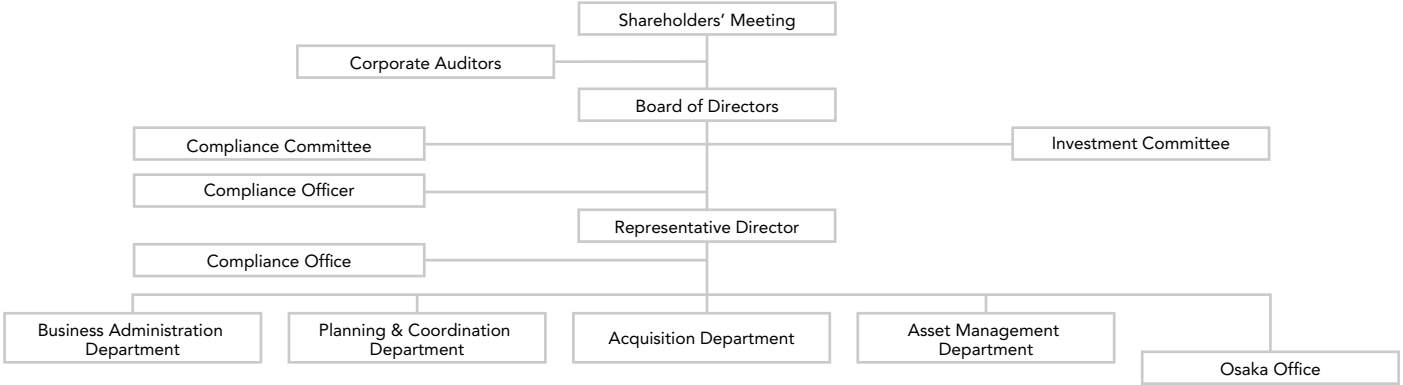 Shareholders’ Meeting
Corporate Auditors
Board of Directors
Compliance Committee
Investment Committee
Compliance Officer
Representative Director
Compliance Office
Business Administration
Department
Planning & Coordination
Department
Acquisition Department
Asset Management
Department
Osaka Office